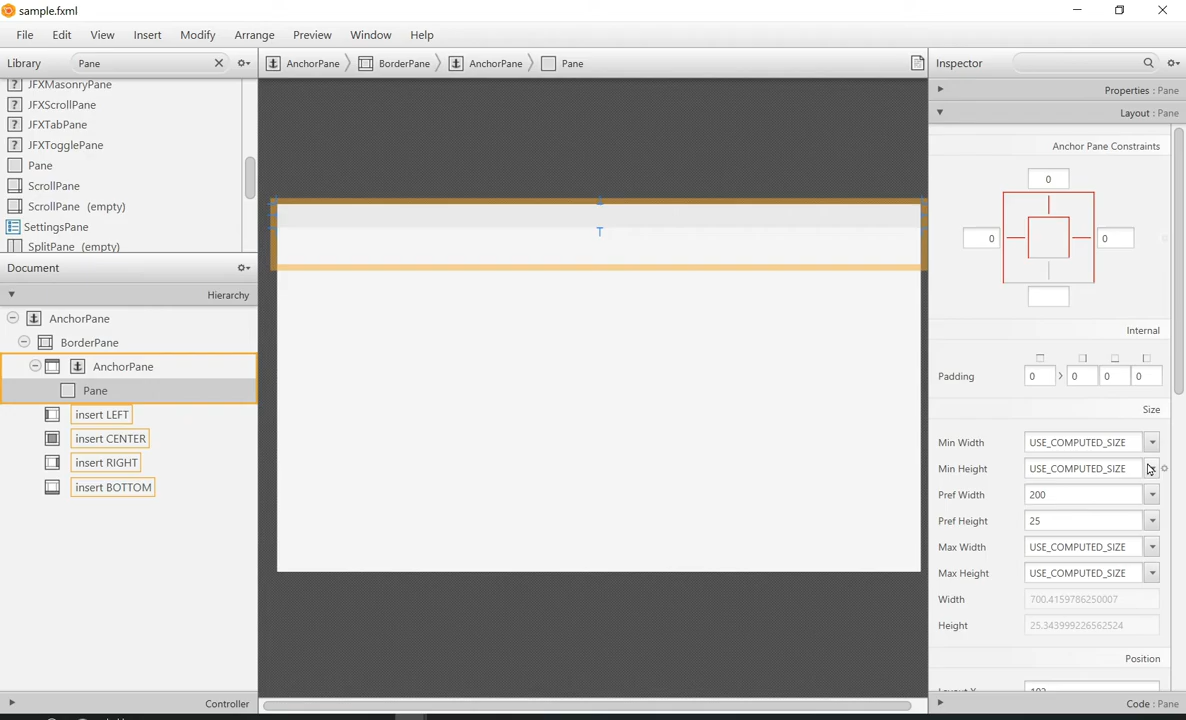 sample.fxml
File Edit View Insert Modify Arrange Preview Window Help
Library Pane
AnchorPane BorderPane AnchorPane Pane
Inspector
JFXMasonryPane
JFXScrollPane
JFXTabPane
JFXTogglePane
Pane
ScrollPane
ScrollPane (empty)
SettingsPane
SplitPane (empty)
Document
Hierarchy
AnchorPane
BorderPane
AnchorPane
Pane
insert LEFT
insert CENTER
insert RIGHT
insert BOTTOM
Controller
T
Properties : Pane
Layout : Pane
Anchor Pane Constraints
0
0 0
Internal
Padding 0 0 0 0
Size
Min Width USE_COMPUTED_SIZE
Min Height USE_COMPUTED_SIZE
Pref Width 200
Pref Height 25
Max Width USE_COMPUTED_SIZE
Max Height USE_COMPUTED_SIZE
Width 700.4159786250007
Height 25.343999226562524
Position
Code : Pane